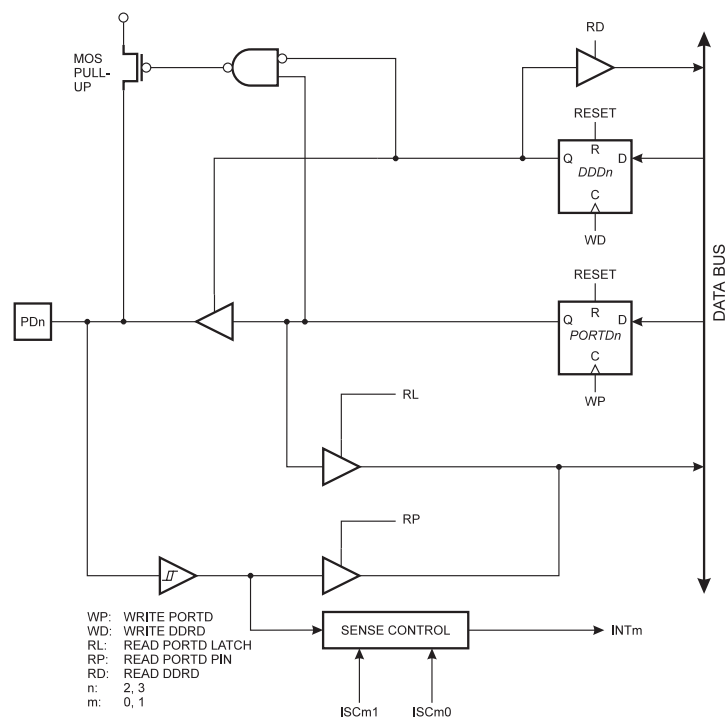 RD
MOS
PULL-
UP
RESET
Q
R
D
DDDn
C
WD
DATA BUS
RESET
PDn
Q
R
D
PORTDn
C
WP
RL
RP
WP: WRITE PORTD
WD: WRITE DDRD
RL: READ PORTD LATCH
RP: READ PORTD PIN
RD: READ DDRD
n: 2, 3
m: 0, 1
SENSE CONTROL
INTm
ISCm1
ISCm0